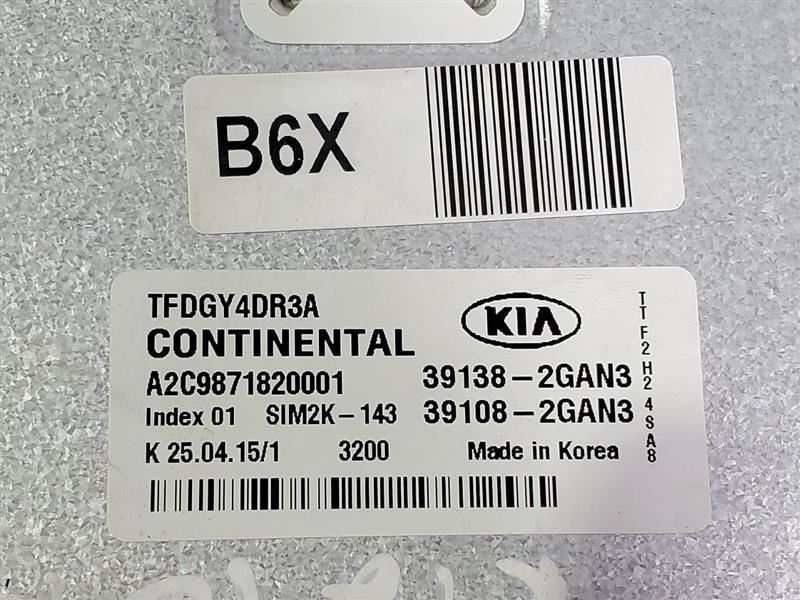 B6X
TFDGY4DR3A
KIA
CONTINENTAL
A2C9871820001 39138-2GAN3
Index 01 SIM2K-143 39108-2GAN3
K 25.04.15/1 3200 Made in Korea
TTF2H24SA8